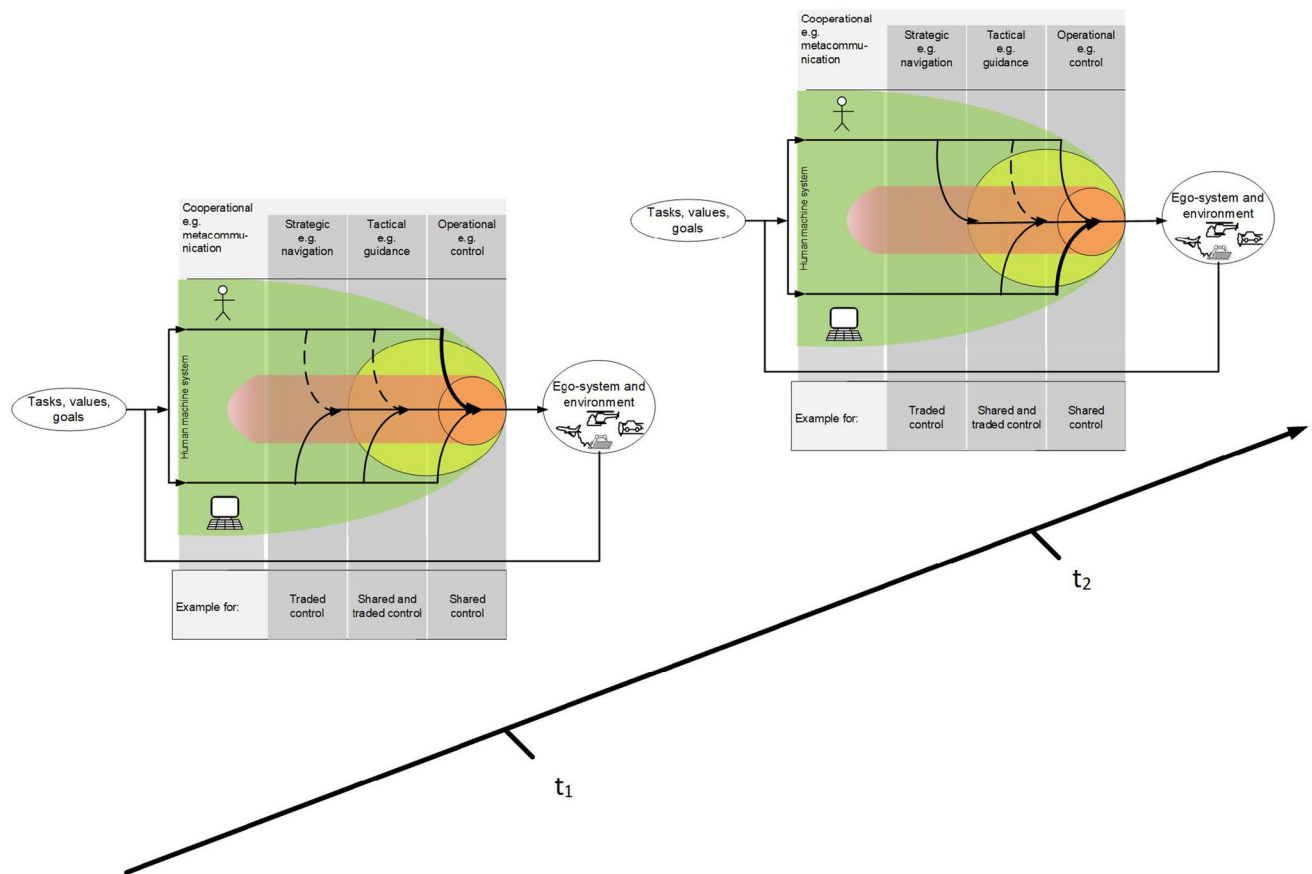 Cooperational
e.g.
metacommu-
nication
Strategic
e.g.
navigation
Tactical
e.g.
guidance
Operational
e.g.
control
Tasks, values,
goals
Human machine system
Ego-system and
environment
Example for:
Traded
control
Shared and
traded control
Shared
control
Cooperational
e.g.
metacommu-
nication
Strategic
e.g.
navigation
Tactical
e.g.
guidance
Operational e.g.
control
Tasks, values,
goals
Human machine system
Ego-system and
environment
Example for:
Traded
control
Shared and
traded control
Shared
control
t₁
t₂